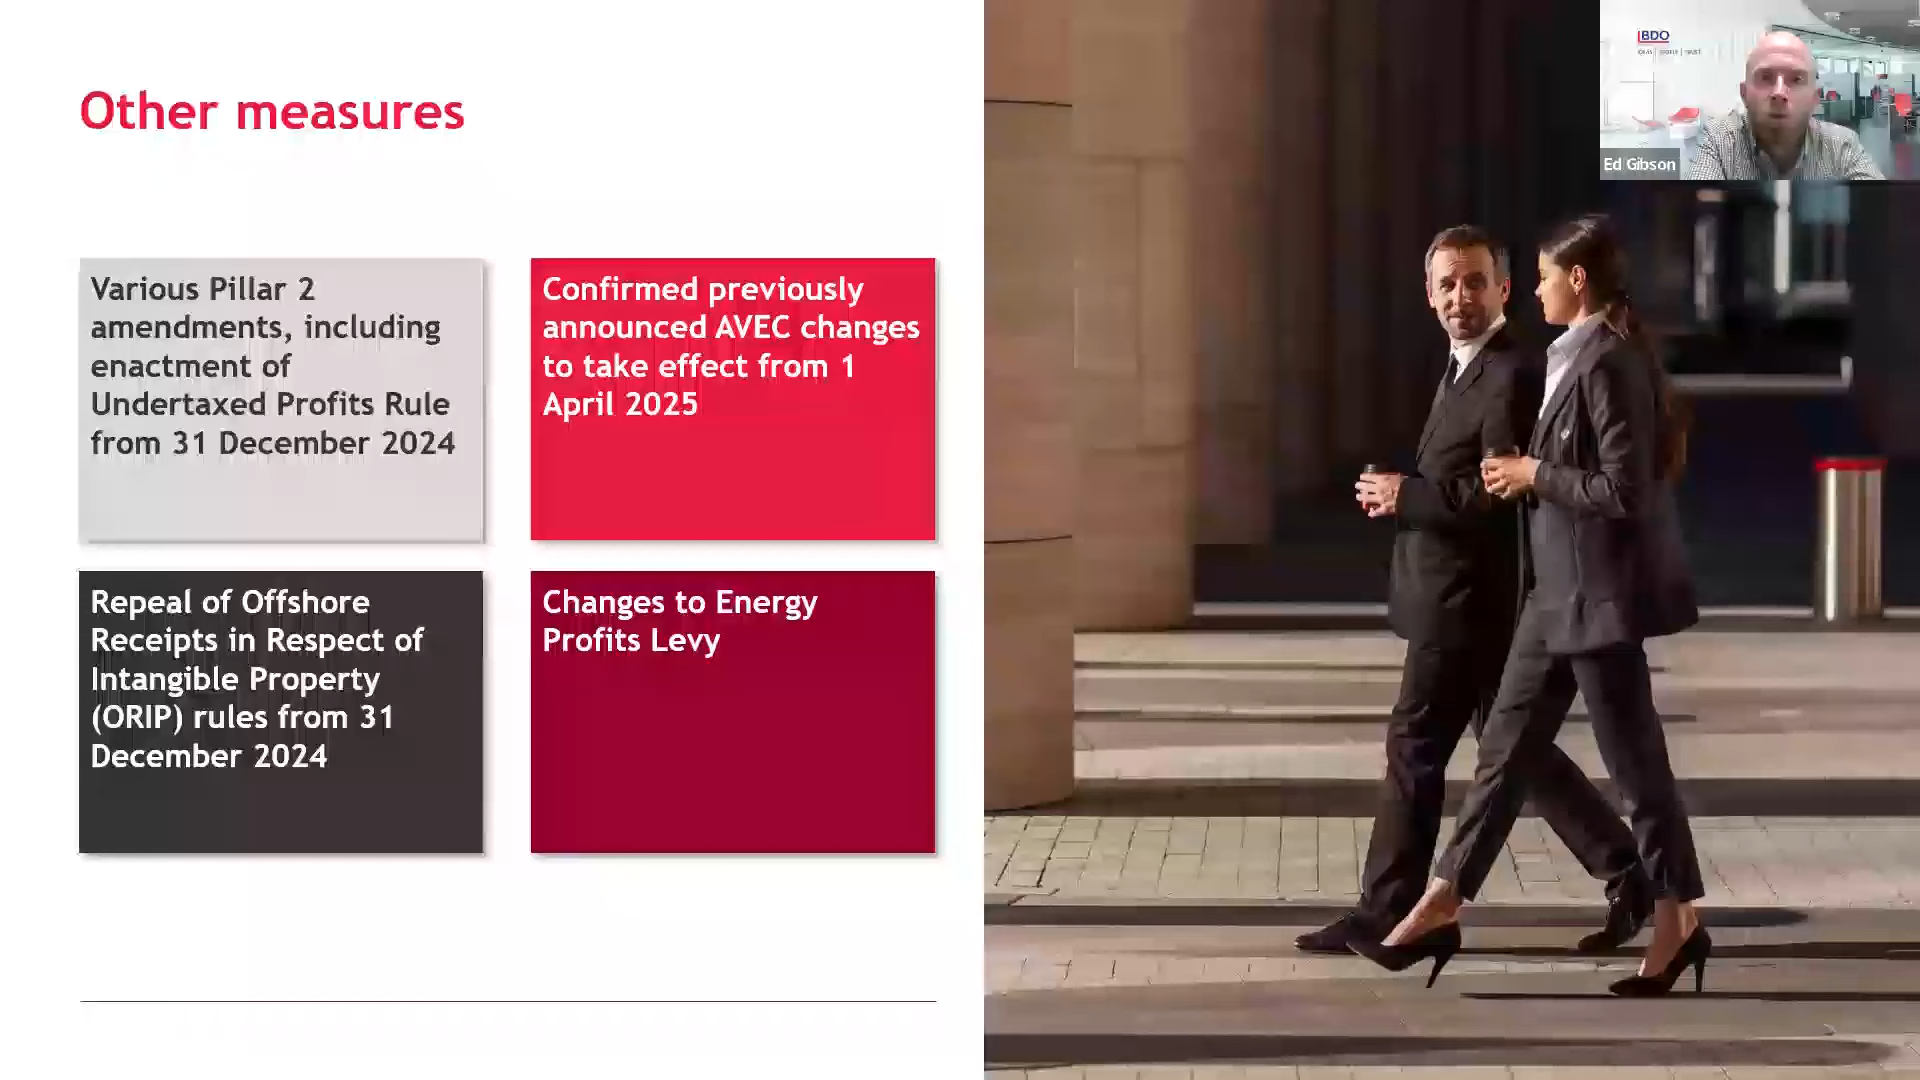 Other measures
Various Pillar 2
amendments, including
enactment of
Undertaxed Profits Rule
from 31 December 2024
Confirmed previously
announced AVEC changes
to take effect from 1
April 2025
Repeal of Offshore
Receipts in Respect of
Intangible Property
(ORIP) rules from 31
December 2024
Changes to Energy
Profits Levy
BDO
Ed Gibson